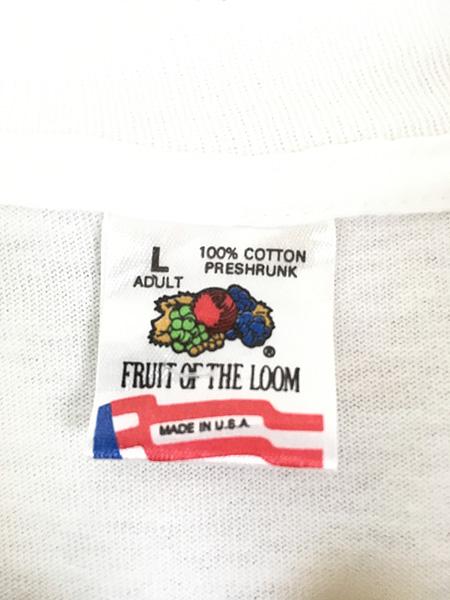 L
ADULT
100% COTTON
PRESHRUNK
®
FRUIT OF THE LOOM
MADE IN U.S.A.